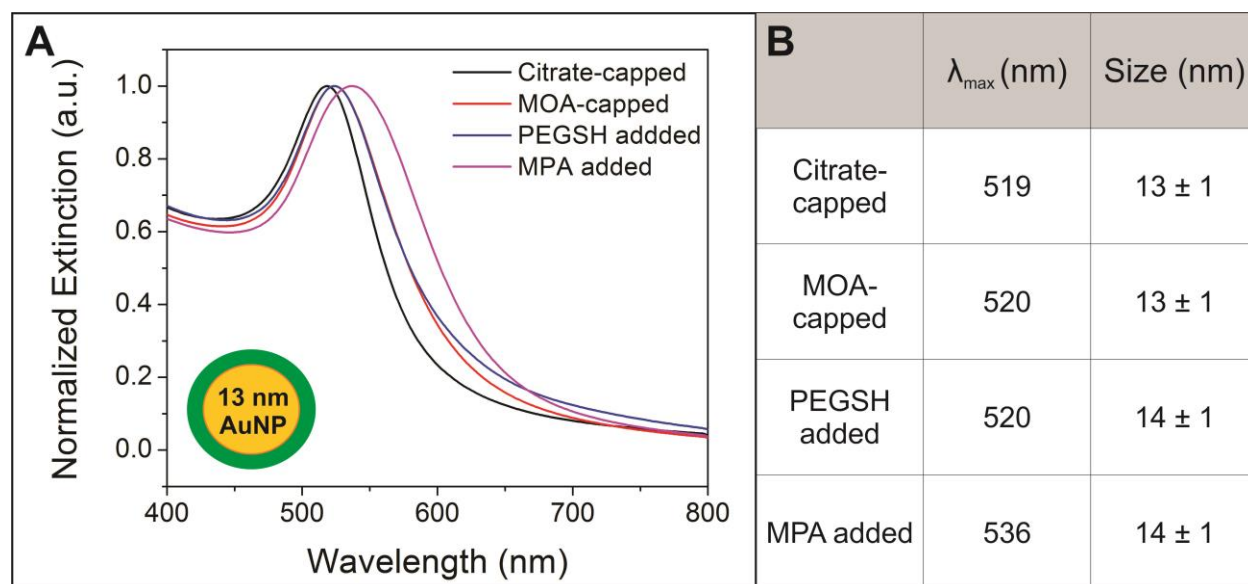 A
Normalized Extinction (a.u.)
1.0
0.8
0.6
0.4
0.2
0.0
Citrate-capped
MOA-capped
PEGSH addded
MPA added
13 nm
AuNP
400
500
600
700
800
Wavelength (nm)
B
λmax (nm) Size (nm)
Citrate-
capped
519 13 ± 1
MOA-
capped
520 13 ± 1
PEGSH
added
520 14 ± 1
MPA added 536 14 ± 1